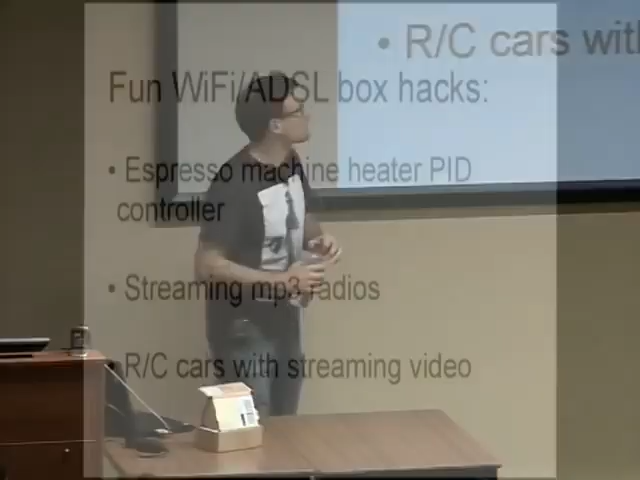 • R/C cars with
Fun WiFi/ADSL box hacks:
• Espresso machine heater PID
controller
• Streaming mp3 radios
• R/C cars with streaming video